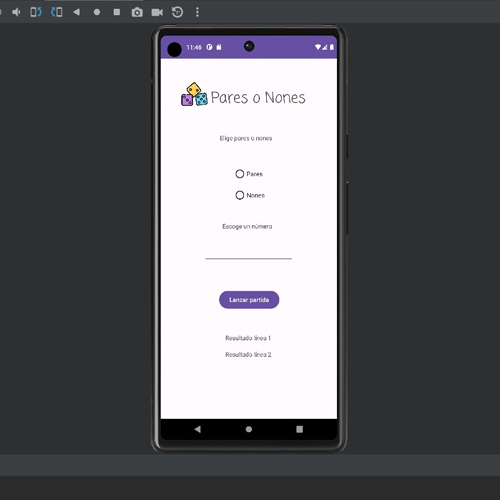 11:46
Pares o Nones
Elige pares o nones
Pares
Nones
Escoge un número
Lanzar partida
Resultado línea 1
Resultado línea 2